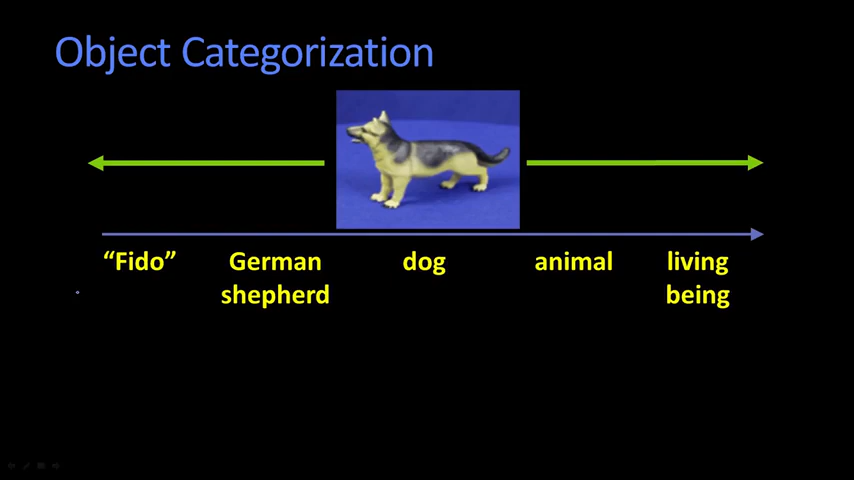 Object Categorization
“Fido” German dog animal living
shepherd being